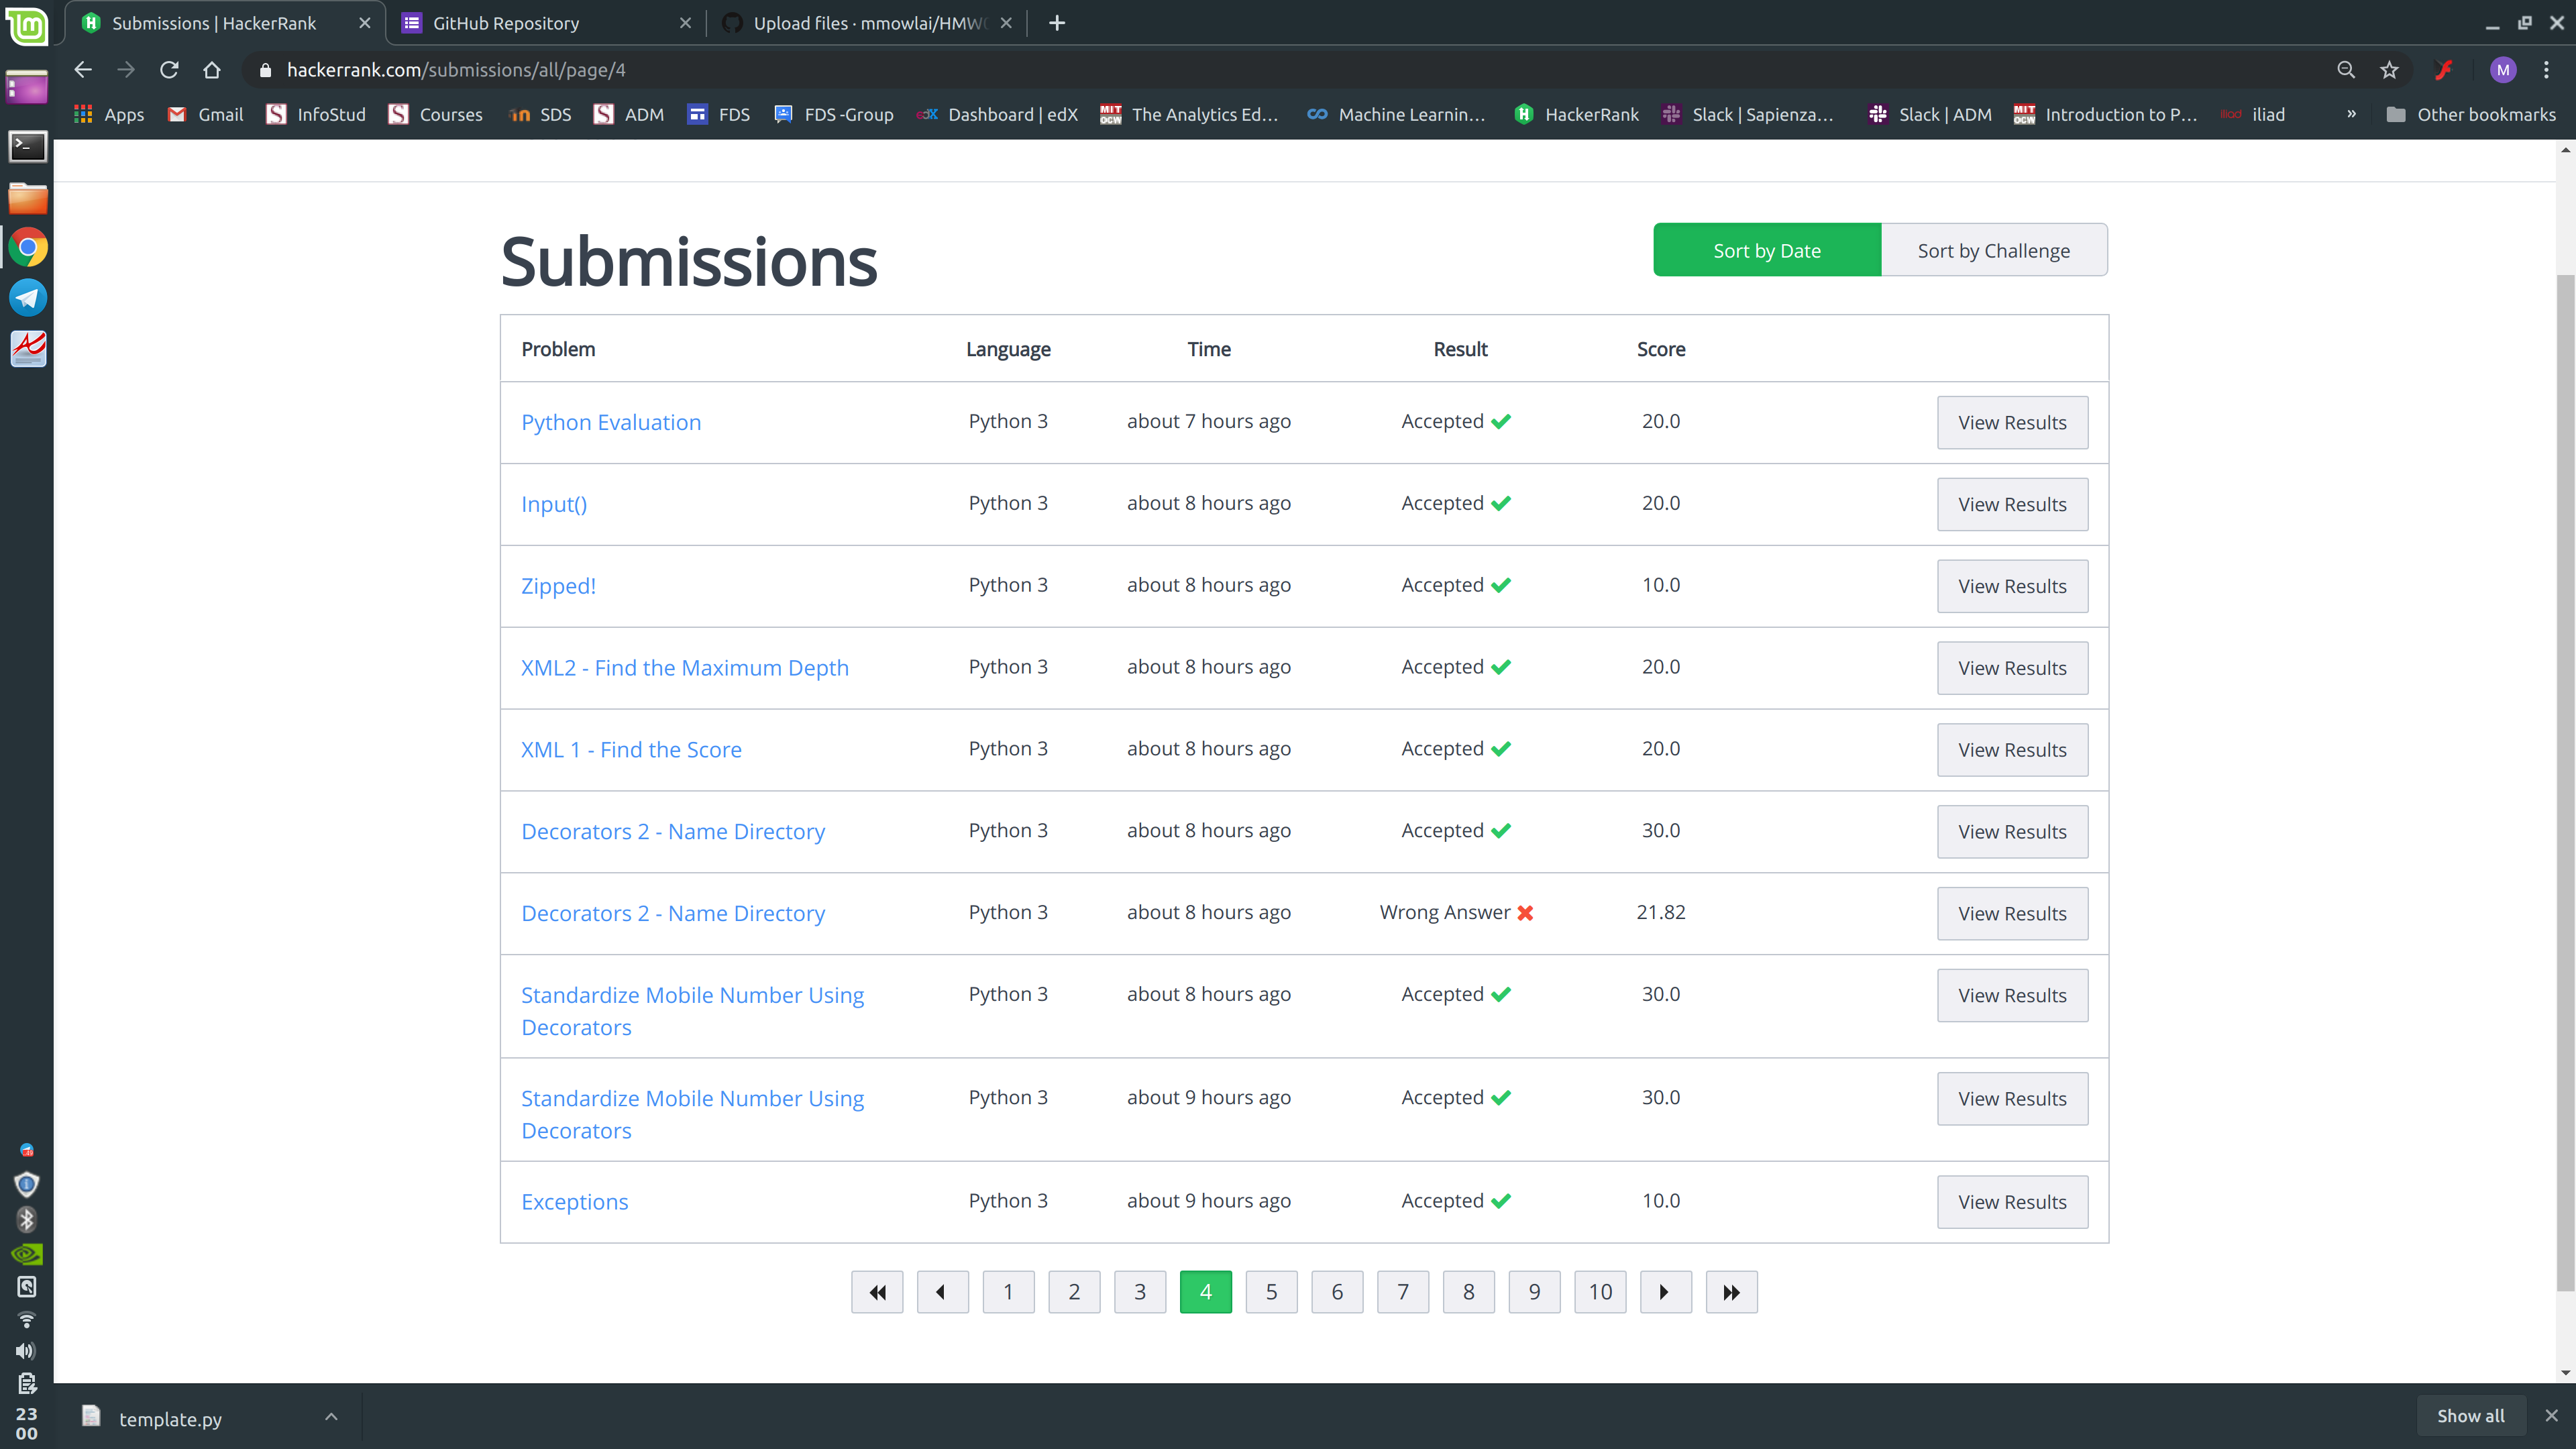 Submissions | HackerRank
GitHub Repository
Upload files · mmowlai/HMW
hackerrank.com/submissions/all/page/4
M
Apps
Gmail
InfoStud
Courses
SDS
ADM
FDS
FDS -Group
Dashboard | edX
The Analytics Ed...
Machine Learnin...
HackerRank
Slack | Sapienza...
Slack | ADM
Introduction to P...
iliad
»
Other bookmarks
Submissions
Sort by Date
Sort by Challenge
Problem Language Time Result Score
Python Evaluation Python 3 about 7 hours ago Accepted 20.0 View Results
Input() Python 3 about 8 hours ago Accepted 20.0 View Results
Zipped! Python 3 about 8 hours ago Accepted 10.0 View Results
XML2 - Find the Maximum Depth Python 3 about 8 hours ago Accepted 20.0 View Results
XML 1 - Find the Score Python 3 about 8 hours ago Accepted 20.0 View Results
Decorators 2 - Name Directory Python 3 about 8 hours ago Accepted 30.0 View Results
Decorators 2 - Name Directory Python 3 about 8 hours ago Wrong Answer 21.82 View Results
Standardize Mobile Number Using Python 3 about 8 hours ago Accepted 30.0 View Results
Decorators
Standardize Mobile Number Using Python 3 about 9 hours ago Accepted 30.0 View Results
Decorators
Exceptions Python 3 about 9 hours ago Accepted 10.0 View Results
1 2 3 4 5 6 7 8 9 10
template.py
Show all
23
00